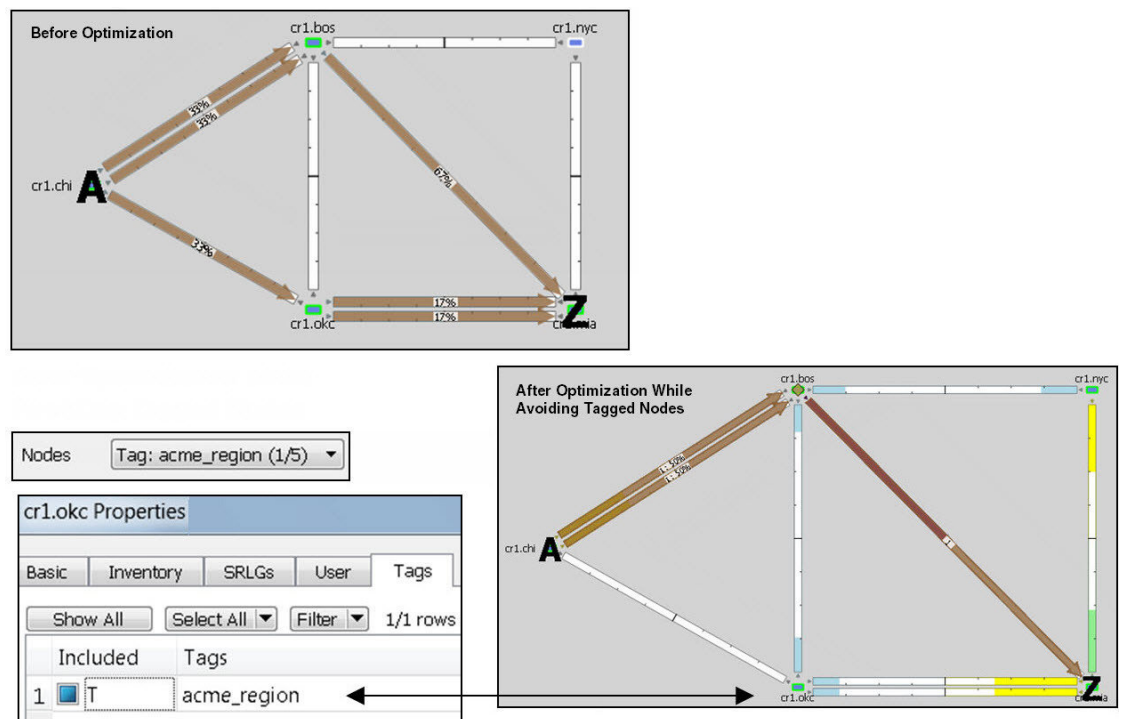 Before Optimization
cr1.bos
cr1.nyc
33%
33%
cr1.chi
A
67%
33%
17%
17%
Z
cr1.okc
After Optimization While
Avoiding Tagged Nodes
cr1.bos
cr1.nyc
cr1.chi
A
Z
cr1.okc
Nodes
Tag: acme_region (1/5)
cr1.okc Properties
Basic
Inventory
SRLGs
User
Tags
Show All
Select All
Filter
1/1 rows
Included
Tags
1
T
acme_region